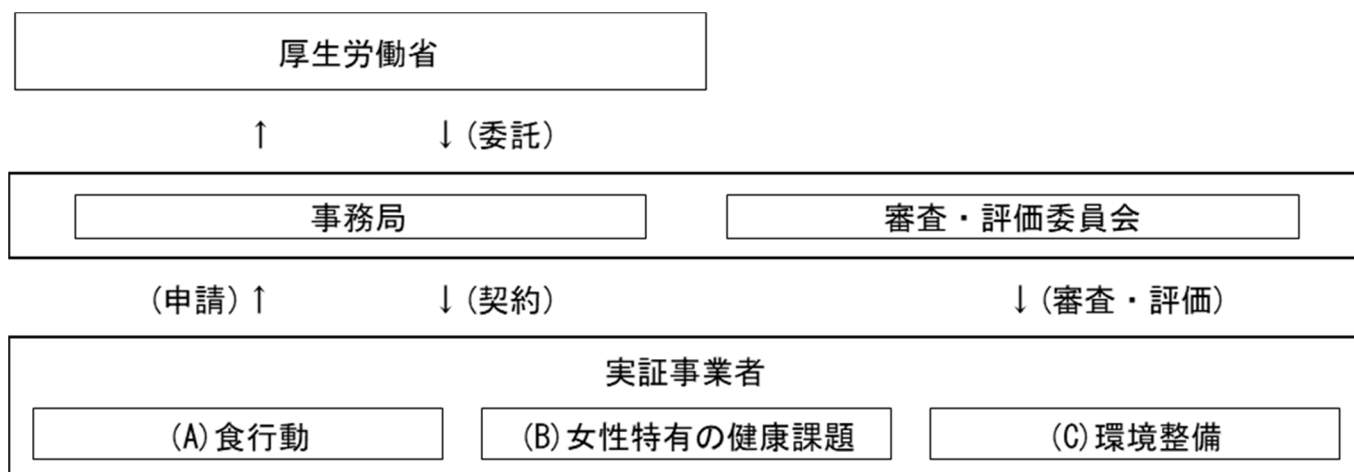 厚生労働省
↑ ↓(委託)
事務局 審査・評価委員会
(申請)↑ ↓(契約) ↓(審査・評価)
実証事業者
(A)食行動 (B)女性特有の健康課題 (C)環境整備